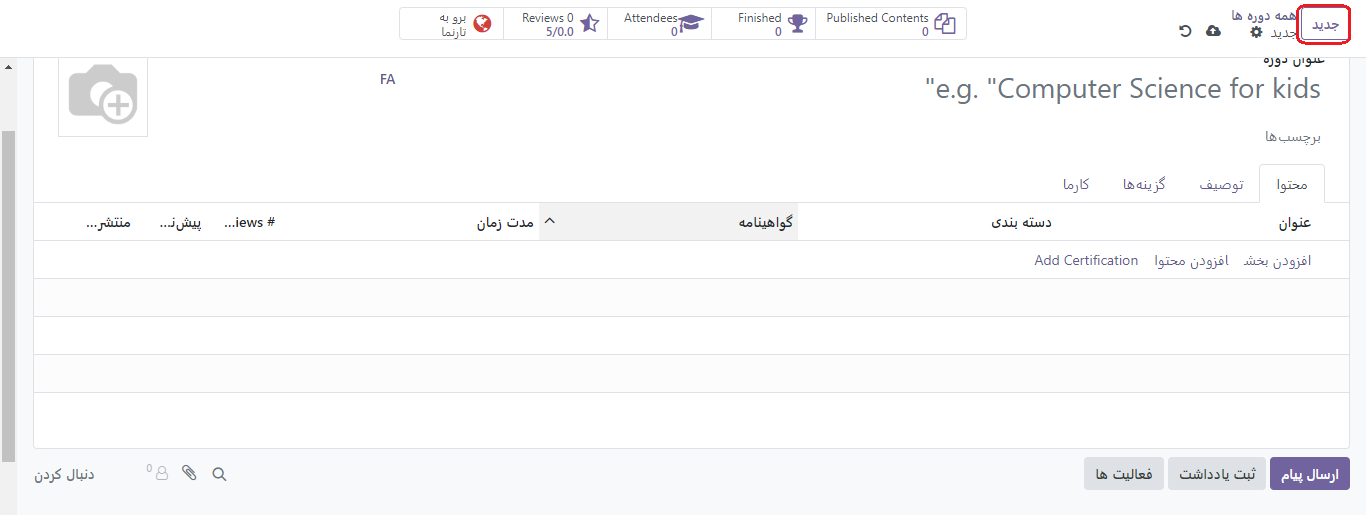 جدید
همه دوره ها
جدید
Published Contents
0
Finished
0
Attendees
0
Reviews 0
5/0.0
برو به
تارنما
عنوان دوره
"e.g. "Computer Science for kids
FA
برچسب‌ها
محتوا توصیف گزینه‌ها کارما
عنوان دسته بندی گواهینامه مدت زمان # iews... پیش‌ن... منتشر...
افزودن بخش افزودن محتوا Add Certification
ارسال پیام ثبت یادداشت فعالیت ها 0 دنبال کردن